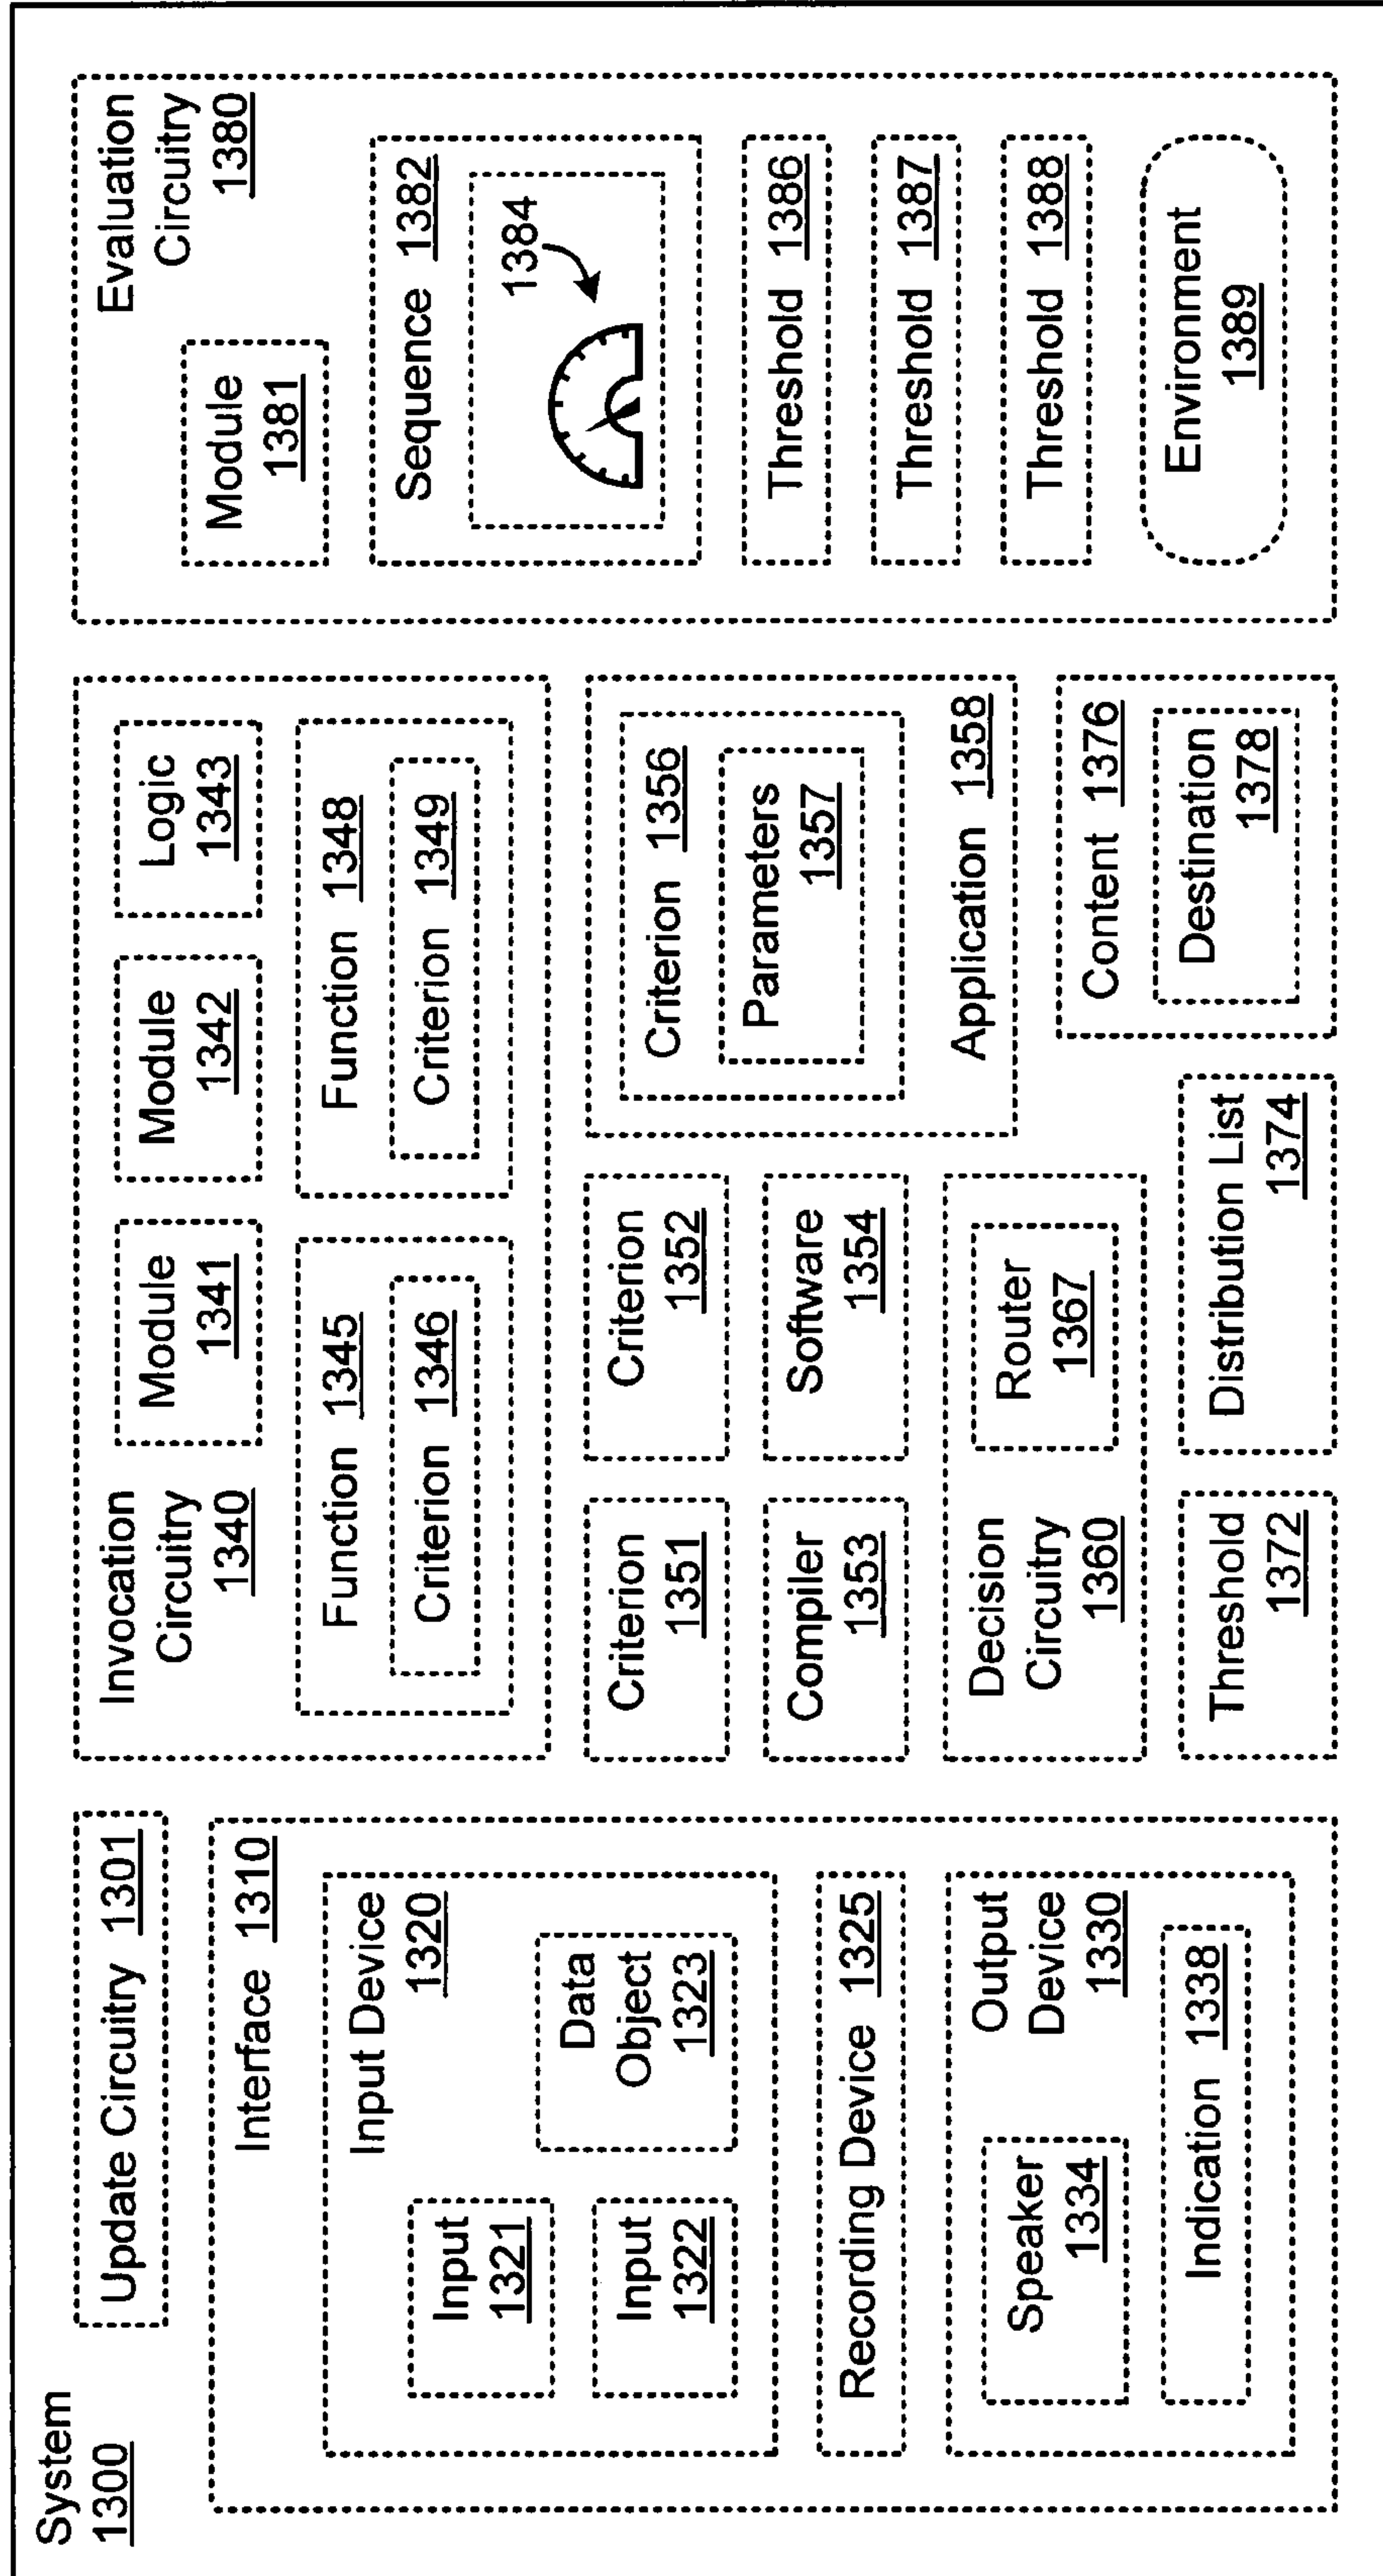 System
1300
Update Circuitry 1301
Interface 1310
Input Device
1320
Input
1321
Input
1322
Data
Object
1323
Recording Device 1325
Output
Device
1330
Speaker
1334
Indication 1338
Invocation
Circuitry
1340
Module
1341
Module
1342
Logic
1343
Function 1345
Criterion 1346
Function 1348
Criterion 1349
Criterion
1351
Criterion
1352
Compiler
1353
Software
1354
Criterion 1356
Parameters
1357
Application 1358
Decision
Circuitry
1360
Router
1367
Threshold
1372
Distribution List
1374
Content 1376
Destination
1378
Evaluation
Circuitry
1380
Module
1381
Sequence 1382
1384
Threshold 1386
Threshold 1387
Threshold 1388
Environment
1389